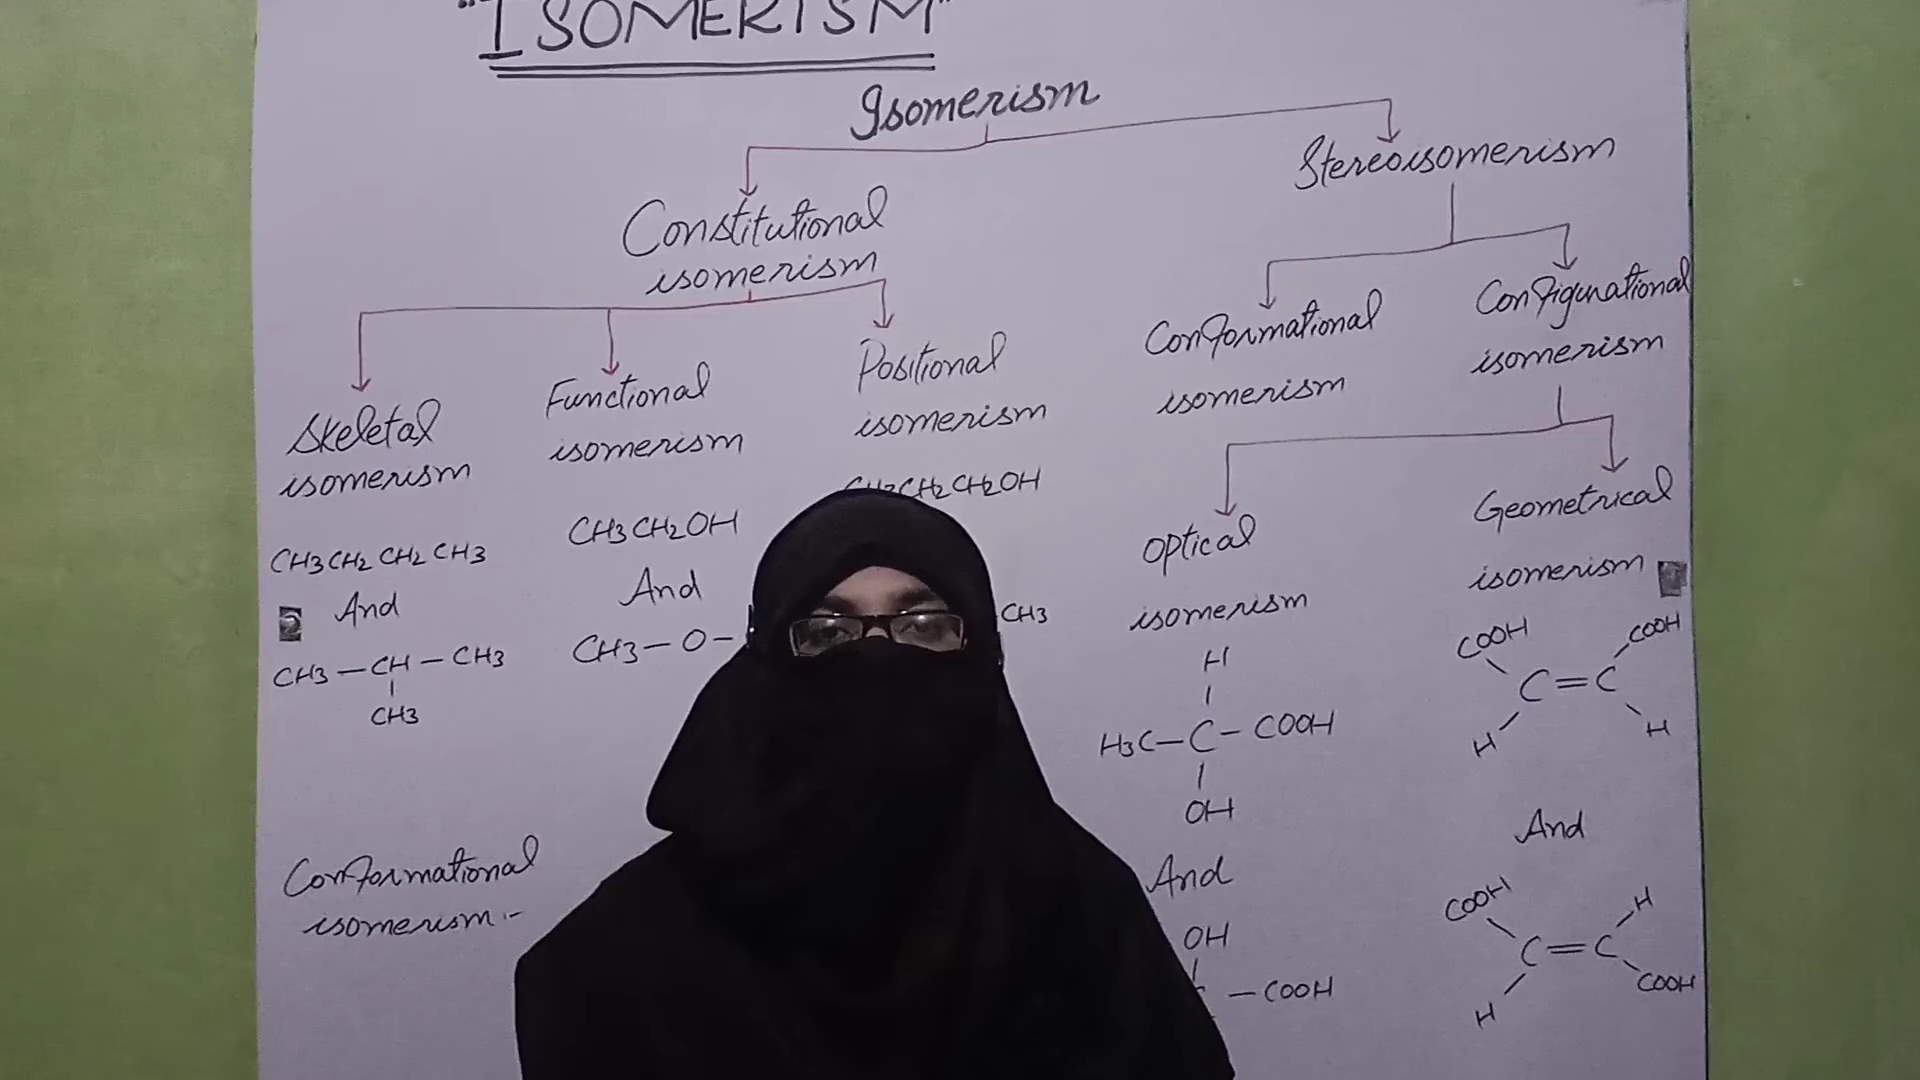 "ISOMERISM"
Isomerism
Stereoisomerism
Constitutional
isomerism
Configurational
isomerism
Conformational
isomerism
Positional
isomerism
Functional
isomerism
Skeletal
isomerism
CH2CH2OH
CH3CH2OH
And
CH3-O-
CH3CH2CH2CH3
And
CH3-CH-CH3
CH3
CH3
Optical
isomerism
H
H3C-C-COOH
OH
And
OH
-COOH
Geometrical
isomerism
COOH COOH
C=C
H H
And
COOH H
C=C
H COOH
Conformational
isomerism:-